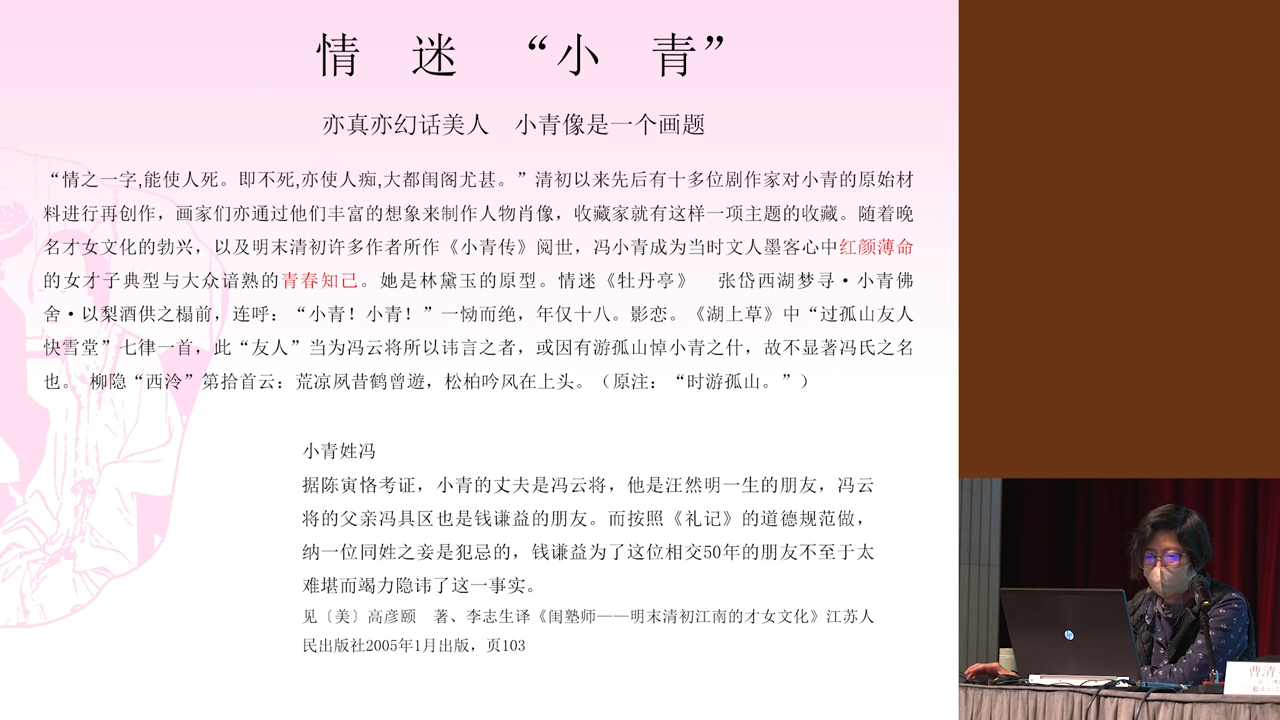 情 迷 “小 青”
亦真亦幻话美人 小青像是一个画题
“情之一字,能使人死。即不死,亦使人痴,大都闺阁尤甚。”清初以来先后有十多位剧作家对小青的原始材
料进行再创作，画家们亦通过他们丰富的想象来制作人物肖像，收藏家就有这样一项主题的收藏。随着晚
名才女文化的勃兴，以及明末清初许多作者所作《小青传》阅世，冯小青成为当时文人墨客心中红颜薄命
的女才子典型与大众谙熟的青春知己。她是林黛玉的原型。情迷《牡丹亭》 张岱西湖梦寻·小青佛
舍·以梨酒供之榻前，连呼：“小青！小青！”一恸而绝，年仅十八。影恋。《湖上草》中“过孤山友人
快雪堂”七律一首，此“友人”当为冯云将所以讳言之者，或因有游孤山悼小青之什，故不显著冯氏之名
也。 柳隐“西泠”第拾首云：荒凉夙昔鹤曾遊，松柏吟风在上头。（原注：“时游孤山。”）
小青姓冯
据陈寅恪考证，小青的丈夫是冯云将，他是汪然明一生的朋友，冯云
将的父亲冯具区也是钱谦益的朋友。而按照《礼记》的道德规范做，
纳一位同姓之妾是犯忌的，钱谦益为了这位相交50年的朋友不至于太
难堪而竭力隐讳了这一事实。
见〔美〕高彦颐 著、李志生译《闺塾师——明末清初江南的才女文化》江苏人
民出版社2005年1月出版，页103
hp